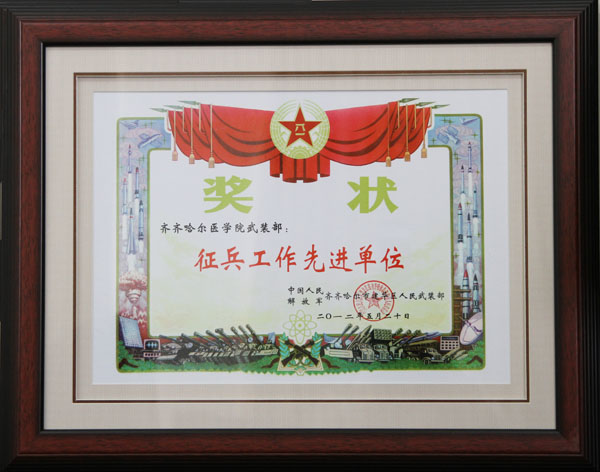 八一
奖 状
齐齐哈尔医学院武装部：
征兵工作先进单位
中国人民
解放军 齐齐哈尔市建华区人民武装部
二〇一二年五月二十日